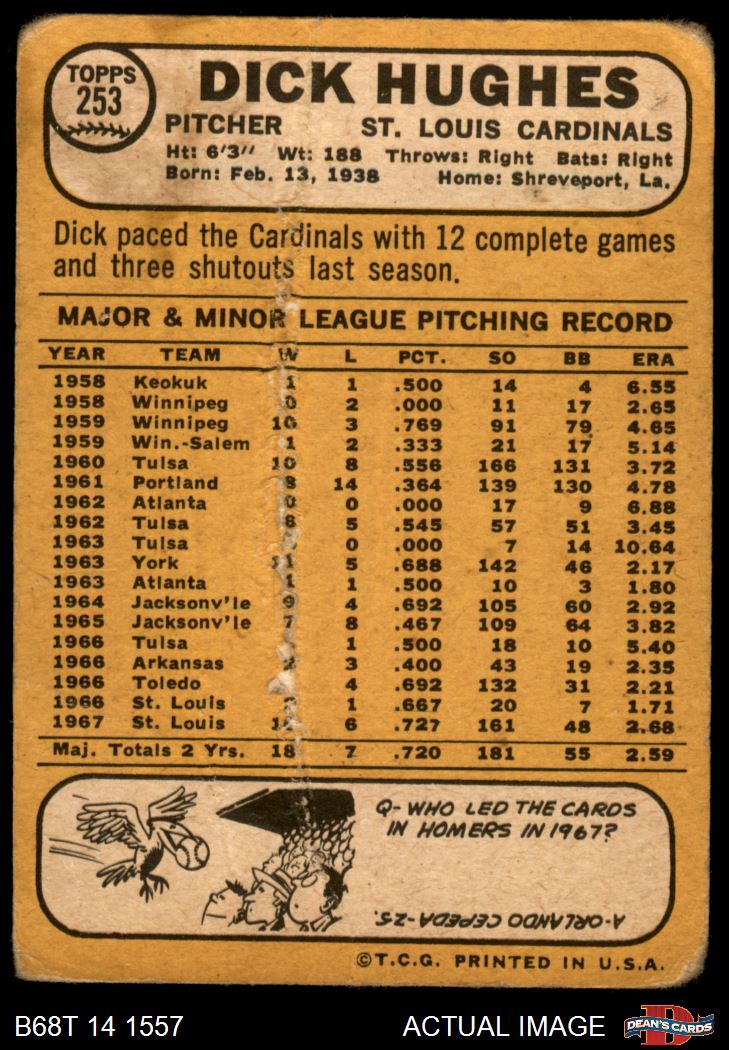 TOPPS
253
DICK HUGHES
PITCHER ST. LOUIS CARDINALS
Ht: 6'3" Wt: 188 Throws: Right Bats: Right
Born: Feb. 13, 1938 Home: Shreveport, La.
Dick paced the Cardinals with 12 complete games
and three shutouts last season.
MAJOR & MINOR LEAGUE PITCHING RECORD
YEAR TEAM W L PCT. SO BB ERA
1958 Keokuk 1 1 .500 14 4 6.55
1958 Winnipeg 0 2 .000 11 17 2.65
1959 Winnipeg 10 3 .769 91 79 4.65
1959 Win.-Salem 1 2 .333 21 17 5.14
1960 Tulsa 10 8 .556 166 131 3.72
1961 Portland 8 14 .364 139 130 4.78
1962 Atlanta 0 0 .000 17 9 6.88
1962 Tulsa 6 5 .545 57 51 3.45
1963 Tulsa 0 .000 7 14 10.64
1963 York 11 5 .688 142 46 2.17
1963 Atlanta 1 1 .500 10 3 1.80
1964 Jacksonv'le 9 4 .692 105 60 2.92
1965 Jacksonv'le 7 8 .467 109 64 3.82
1966 Tulsa 1 .500 18 10 5.40
1966 Arkansas 2 3 .400 43 19 2.35
1966 Toledo 4 .692 132 31 2.21
1966 St. Louis 2 1 .667 20 7 1.71
1967 St. Louis 6 .727 161 48 2.68
Maj. Totals 2 Yrs. 18 7 .720 181 55 2.59
Q- WHO LED THE CARDS
IN HOMERS IN 1967?
A-ORLANDO CEPEDA-25.
©T.C.G. PRINTED IN U.S.A.
B68T 14 1557 ACTUAL IMAGE DEAN'S CARDS